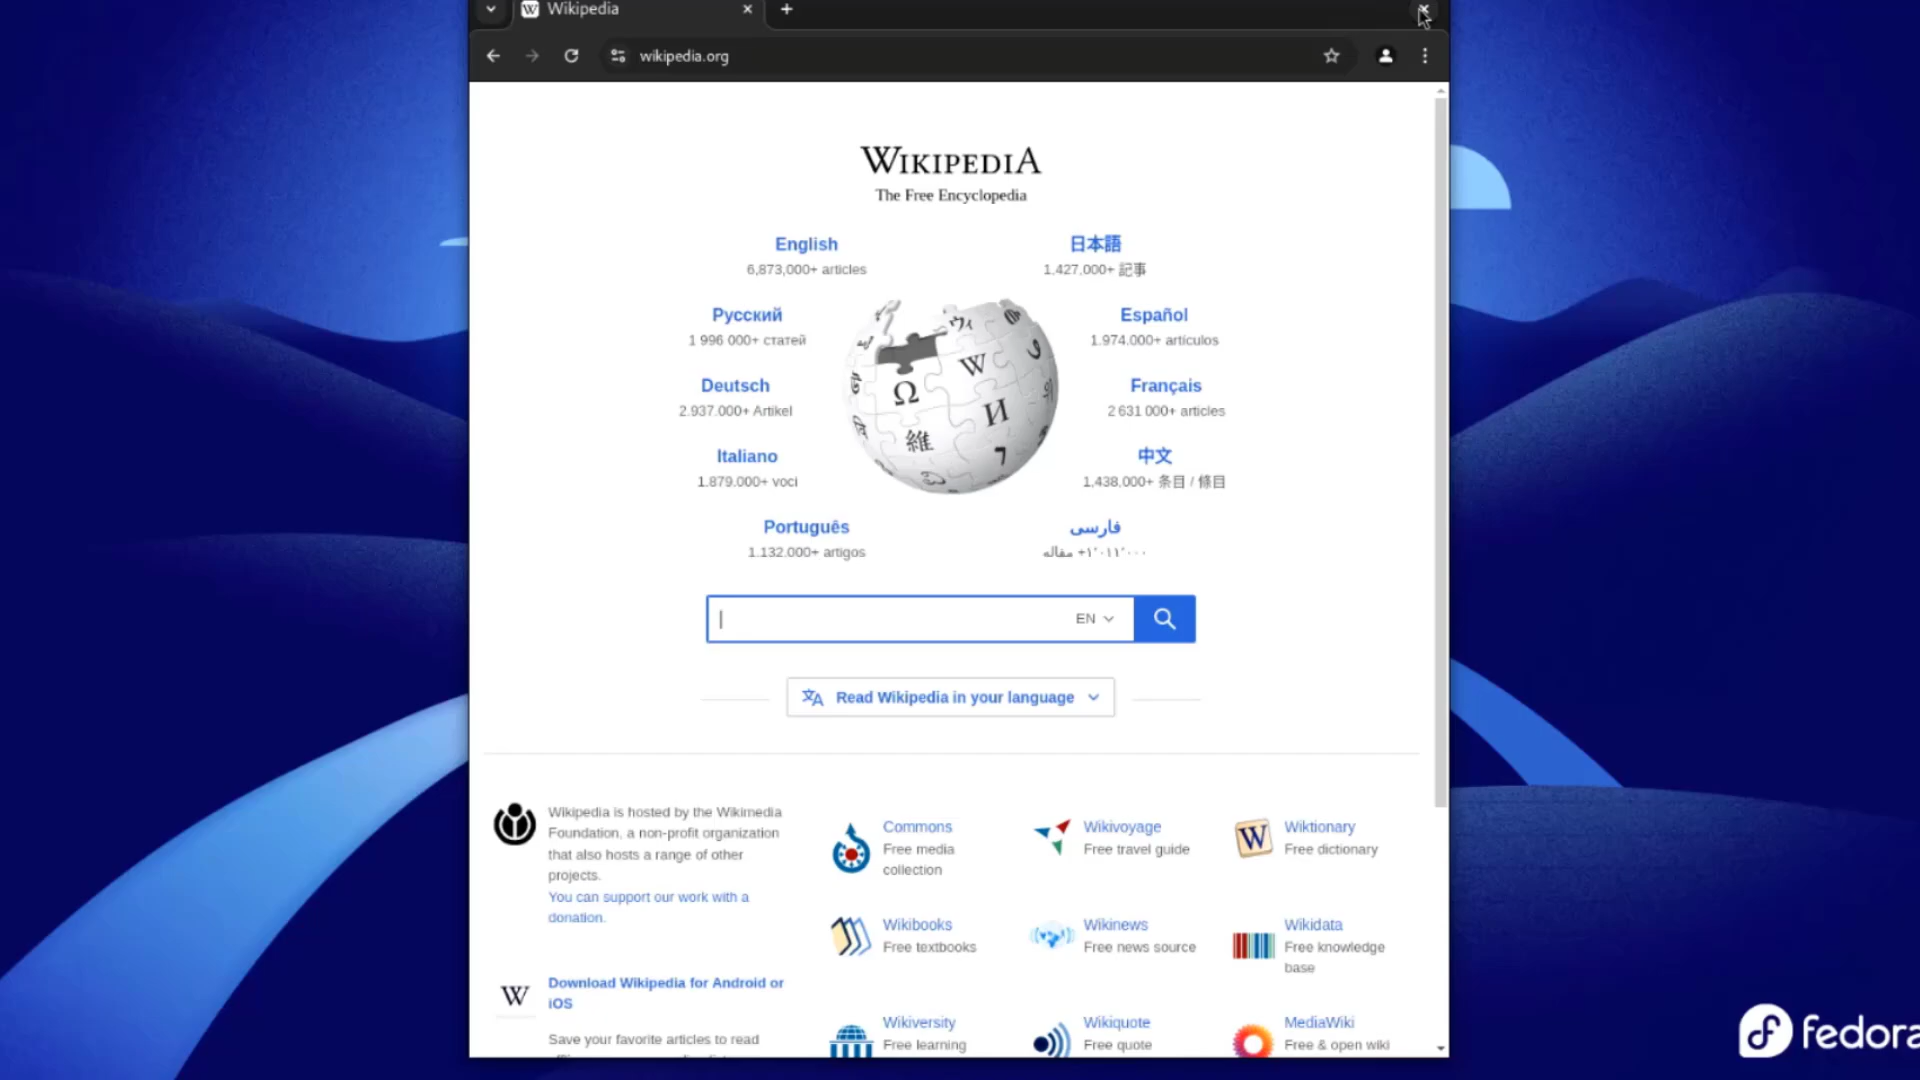 Wikipedia
wikipedia.org
WIKIPEDIA
The Free Encyclopedia
English
6,873,000+ articles
日本語
1,427,000+ 記事
Русский
1 996 000+ статей
Español
1.974.000+ artículos
Deutsch
2.937.000+ Artikel
Français
2 631 000+ articles
Italiano
1.879.000+ voci
中文
1,438,000+ 条目 / 條目
Português
1.132.000+ artigos
فارسی
۱٬۰۱۱٬۰۰۰+ مقاله
Ω W И 維 7
EN
Read Wikipedia in your language
Wikipedia is hosted by the Wikimedia
Foundation, a non-profit organization
that also hosts a range of other
projects.
You can support our work with a
donation.
Commons
Free media
collection
Wikivoyage
Free travel guide
Wiktionary
Free dictionary
Wikibooks
Free textbooks
Wikinews
Free news source
Wikidata
Free knowledge
base
W
Download Wikipedia for Android or
iOS
Save your favorite articles to read
Wikiversity
Free learning
Wikiquote
Free quote
MediaWiki
Free & open wiki
fedora